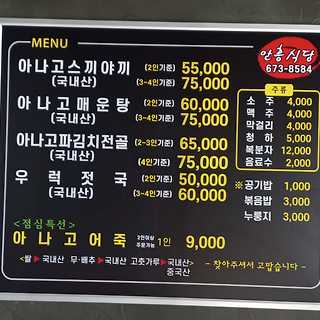 MENU
안흥식당
673-8584
아나고스끼야끼 (2인기준) 55,000
(국내산) (3~4인기준) 75,000
아나고매운탕 (2인기준) 60,000
(국내산) (3~4인기준) 75,000
아나고파김치전골 (2~3인기준) 65,000
(국내산) (4인기준) 75,000
우럭젓국 (2인기준) 50,000
(국내산) (3~4인기준) 60,000
<점심특선>
아나고어죽 2인이상 주문가능 1인 9,000
<쌀▶국내산 무·배추▶국내산 고춧가루▶국내산>
중국산
주류
소주 4,000
맥주 4,000
막걸리 4,000
청하 5,000
복분자 12,000
음료수 2,000
※공기밥 1,000
볶음밥 3,000
누룽지 3,000
- 찾아주셔서 고맙습니다 -